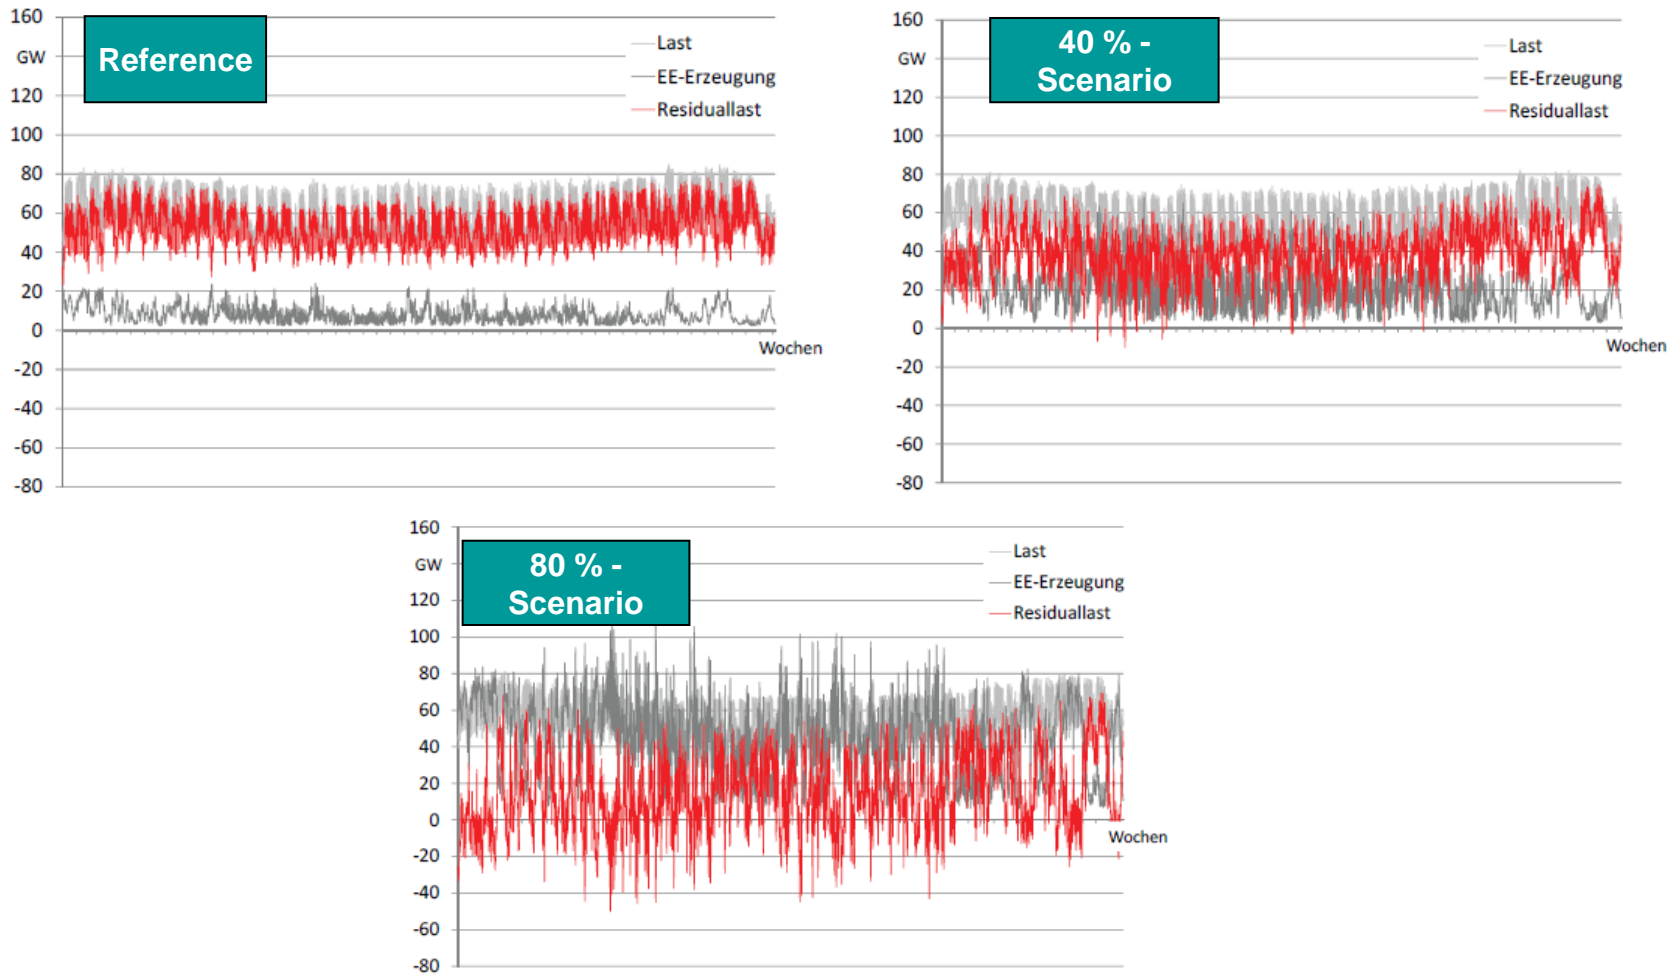 Reference
160
GW
120
100
80
60
40
20
0
-20
-40
-60
-80
Last
EE-Erzeugung
Residuallast
Wochen
40 % -
Scenario
160
GW
120
100
80
60
40
20
0
-20
-40
-60
-80
Last
EE-Erzeugung
Residuallast
Wochen
80 % -
Scenario
160
GW
120
100
80
60
40
20
0
-20
-40
-60
-80
Last
EE-Erzeugung
Residuallast
Wochen